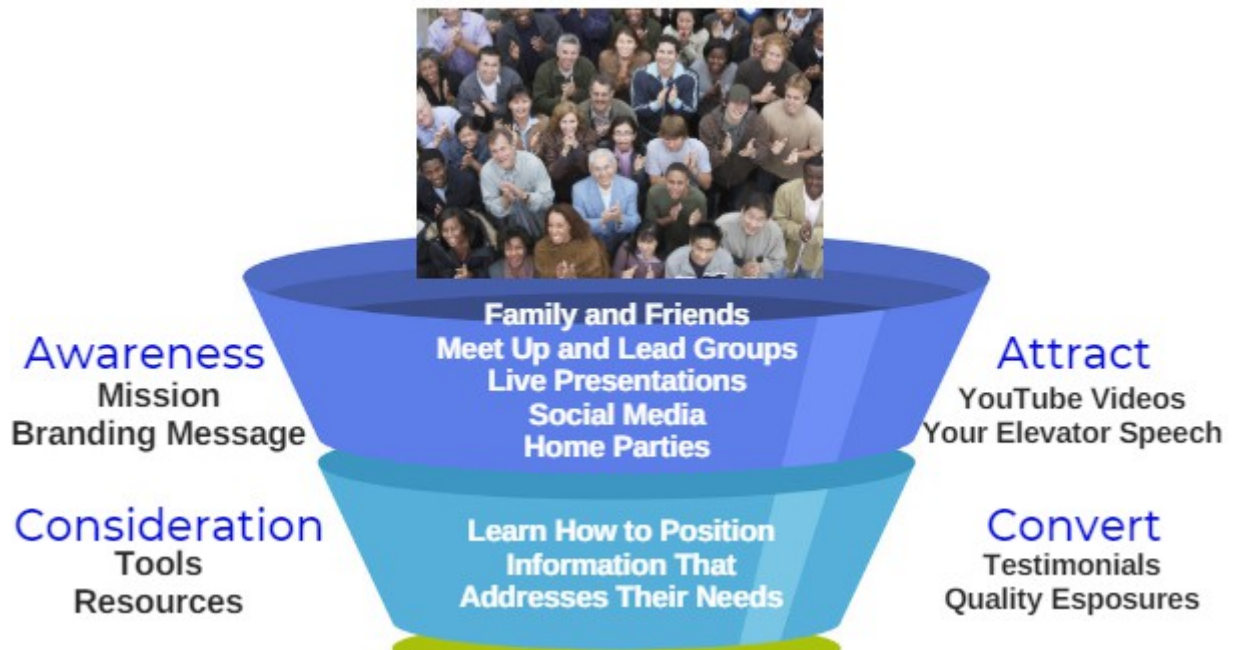 Family and Friends
Meet Up and Lead Groups
Live Presentations
Social Media
Home Parties
Awareness
Mission
Branding Message
Attract
YouTube Videos
Your Elevator Speech
Learn How to Position
Information That
Addresses Their Needs
Consideration
Tools
Resources
Convert
Testimonials
Quality Esposures